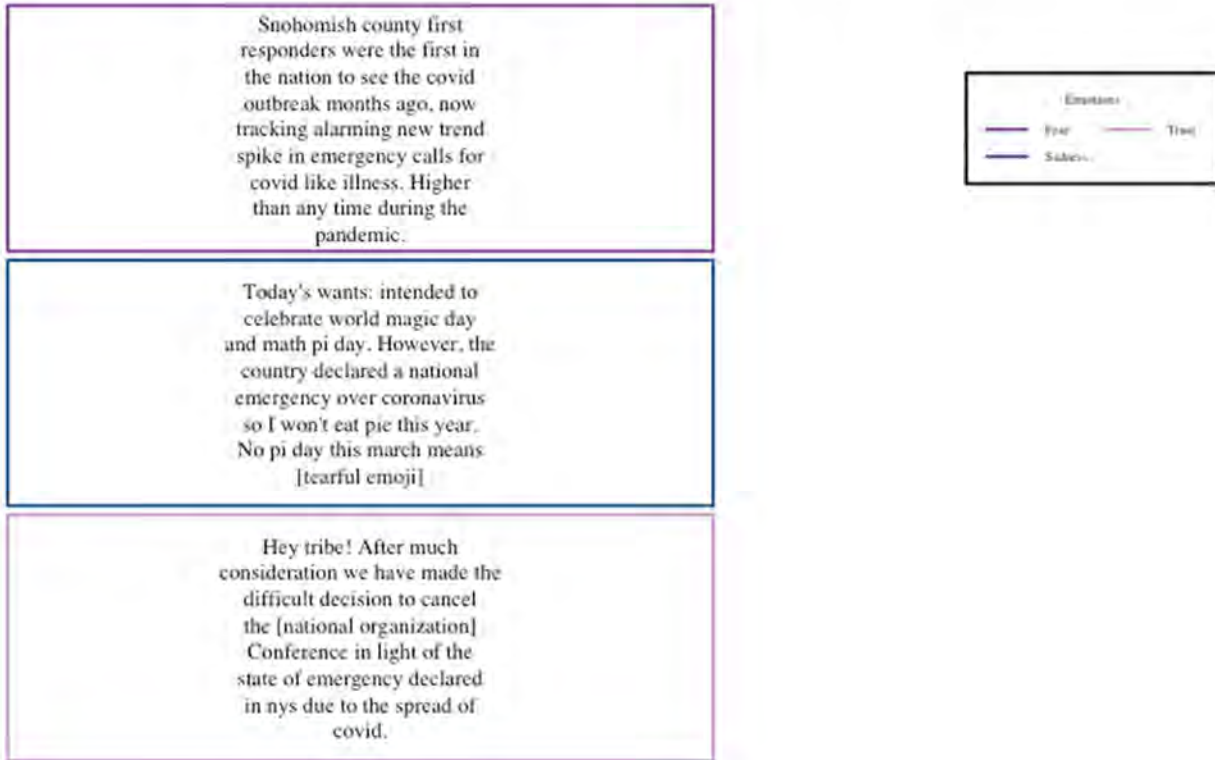 Snohomish county first
responders were the first in
the nation to see the covid
outbreak months ago, now
tracking alarming new trend
spike in emergency calls for
covid like illness. Higher
than any time during the
pandemic.
Today's wants: intended to
celebrate world magic day
and math pi day. However, the
country declared a national
emergency over coronavirus
so I won't eat pie this year.
No pi day this march means
[tearful emoji]
Hey tribe! After much
consideration we have made the
difficult decision to cancel
the [national organization]
Conference in light of the
state of emergency declared
in nys due to the spread of
covid.
Emotions
Fear Trust